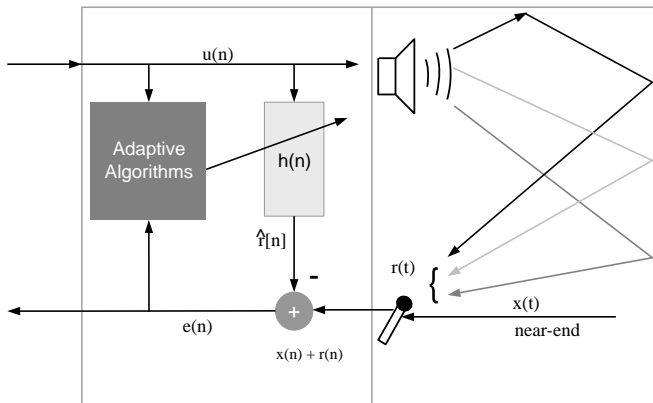 u(n)
Adaptive
Algorithms
h(n)
r̂[n]
-
r(t)
{
+
e(n)
x(t)
near-end
x(n) + r(n)